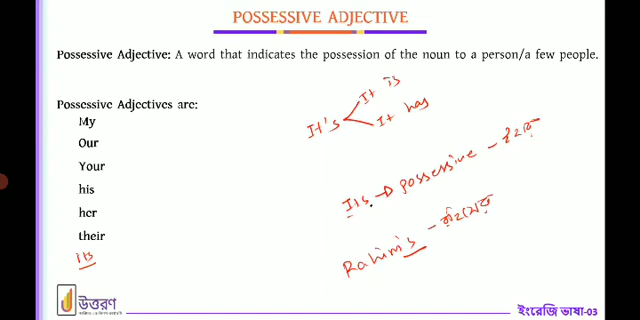 POSSESSIVE ADJECTIVE
Possessive Adjective: A word that indicates the possession of the noun to a person/a few people.
Possessive Adjectives are:
My
Our
Your
his
her
their
its
It's
It is
It has
Its. → possessive -
Rahim's - রহিমের
উত্তরণ
ইংরেজি ভাষা-03